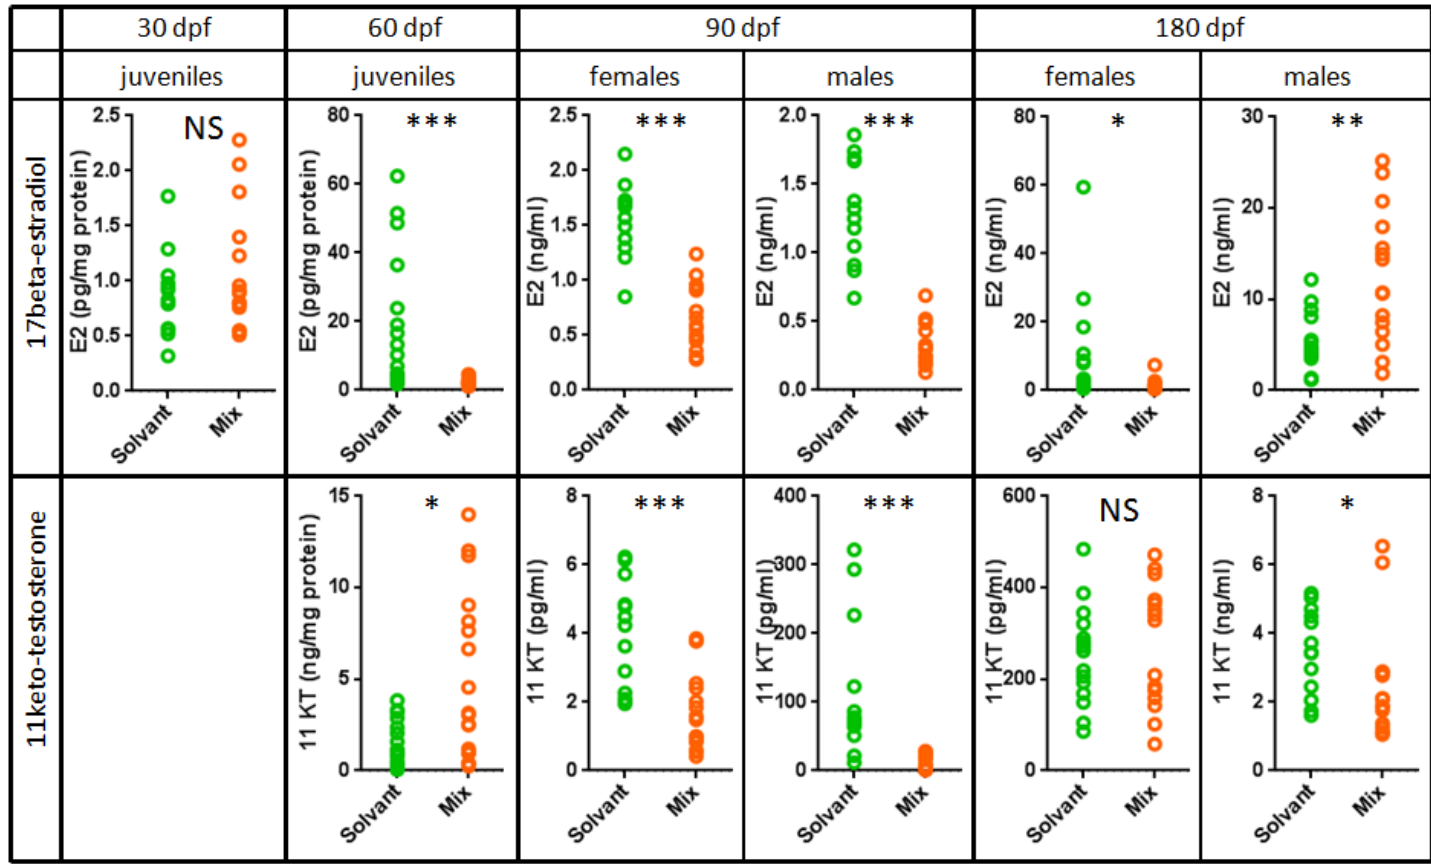 30 dpf 60 dpf 90 dpf 180 dpf
juveniles juveniles females males females males
17beta-estradiol
E2 (pg/mg protein)
2.5
2.0
1.5
1.0
0.5
0.0
NS
Solvant Mix
E2 (pg/mg protein)
80
60
40
20
0
***
Solvant Mix
E2 (ng/ml)
2.5
2.0
1.5
1.0
0.5
0.0
***
Solvant Mix
E2 (ng/ml)
2.0
1.5
1.0
0.5
0.0
***
Solvant Mix
E2 (ng/ml)
80
60
40
20
0
*
Solvant Mix
E2 (ng/ml)
30
20
10
0
**
Solvant Mix
11keto-testosterone
11 KT (ng/mg protein)
15
10
5
0
*
Solvant Mix
11 KT (pg/ml)
8
6
4
2
0
***
Solvant Mix
11 KT (pg/ml)
400
300
200
100
0
***
Solvant Mix
11 KT (pg/ml)
600
400
200
0
NS
Solvant Mix
11 KT (ng/ml)
8
6
4
2
0
*
Solvant Mix